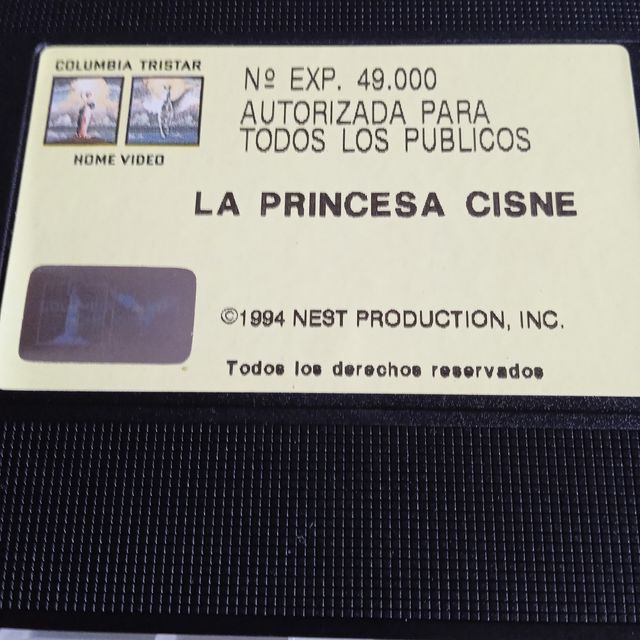 COLUMBIA TRISTAR
HOME VIDEO
Nº EXP. 49.000
AUTORIZADA PARA
TODOS LOS PUBLICOS
LA PRINCESA CISNE
©1994 NEST PRODUCTION, INC.
Todos los derechos reservados